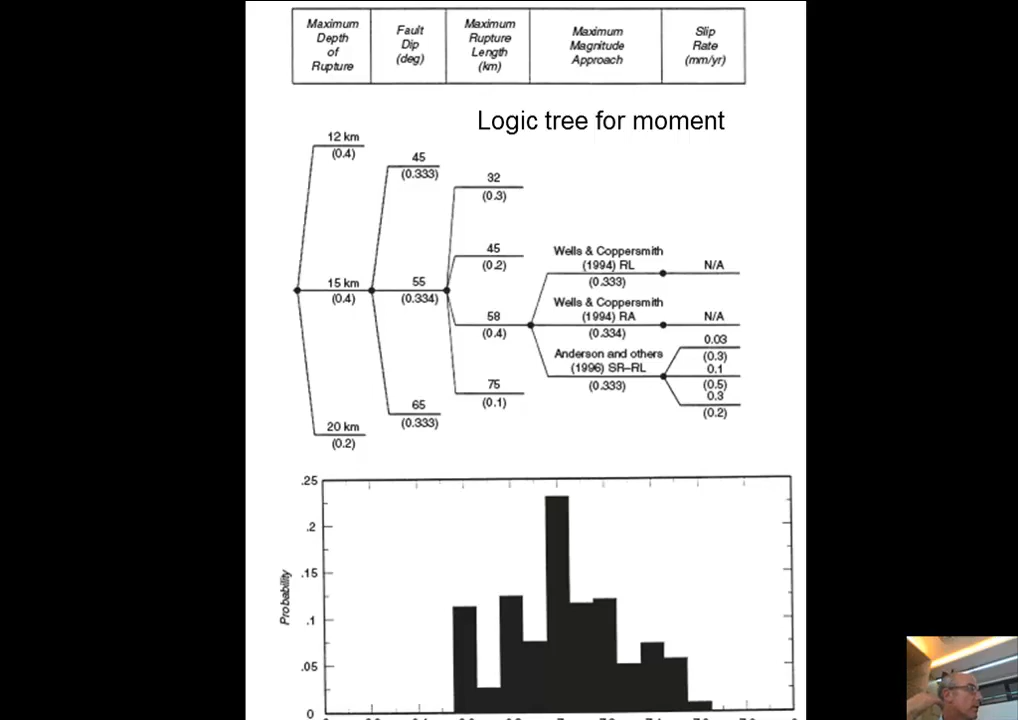 Maximum
Depth
of
Rupture
Fault
Dip
(deg)
Maximum
Rupture
Length
(km)
Maximum
Magnitude
Approach
Slip
Rate
(mm/yr)
Logic tree for moment
12 km
(0.4)
15 km
(0.4)
20 km
(0.2)
45
(0.333)
55
(0.334)
65
(0.333)
32
(0.3)
45
(0.2)
58
(0.4)
75
(0.1)
Wells & Coppersmith
(1994) RL
(0.333)
Wells & Coppersmith
(1994) RA
(0.334)
Anderson and others
(1996) SR–RL
(0.333)
N/A
N/A
0.03
(0.3)
0.1
(0.5)
0.3
(0.2)
.25
.2
.15
.1
.05
0
Probability